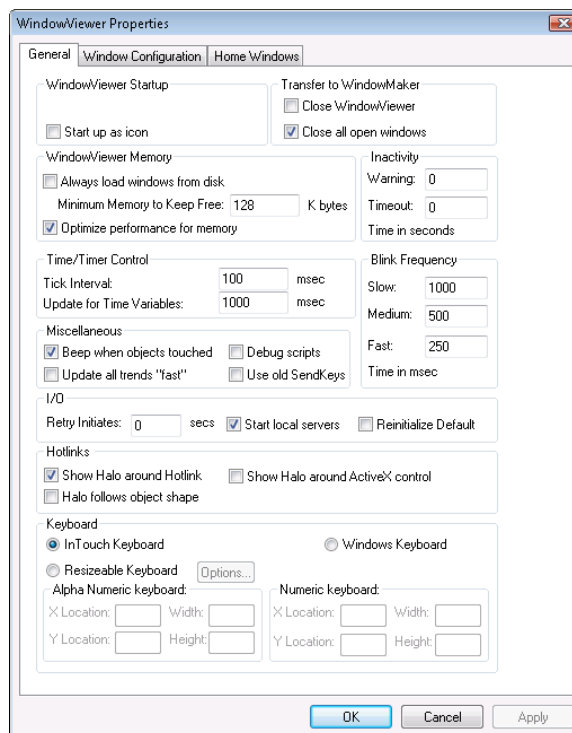 WindowViewer Properties
General Window Configuration Home Windows
WindowViewer Startup
Start up as icon
Transfer to WindowMaker
Close WindowViewer
Close all open windows
WindowViewer Memory
Always load windows from disk
Minimum Memory to Keep Free: 128 K bytes
Optimize performance for memory
Inactivity
Warning: 0
Timeout: 0
Time in seconds
Time/Timer Control
Tick Interval: 100 msec
Update for Time Variables: 1000 msec
Blink Frequency
Slow: 1000
Medium: 500
Fast: 250
Time in msec
Miscellaneous
Beep when objects touched Debug scripts
Update all trends "fast" Use old SendKeys
I/O
Retry Initiates: 0 secs Start local servers Reinitialize Default
Hotlinks
Show Halo around Hotlink Show Halo around ActiveX control
Halo follows object shape
Keyboard
InTouch Keyboard Windows Keyboard
Resizeable Keyboard Options...
Alpha Numeric keyboard:
X Location: Width:
Y Location: Height:
Numeric keyboard:
X Location: Width:
Y Location: Height:
OK Cancel Apply